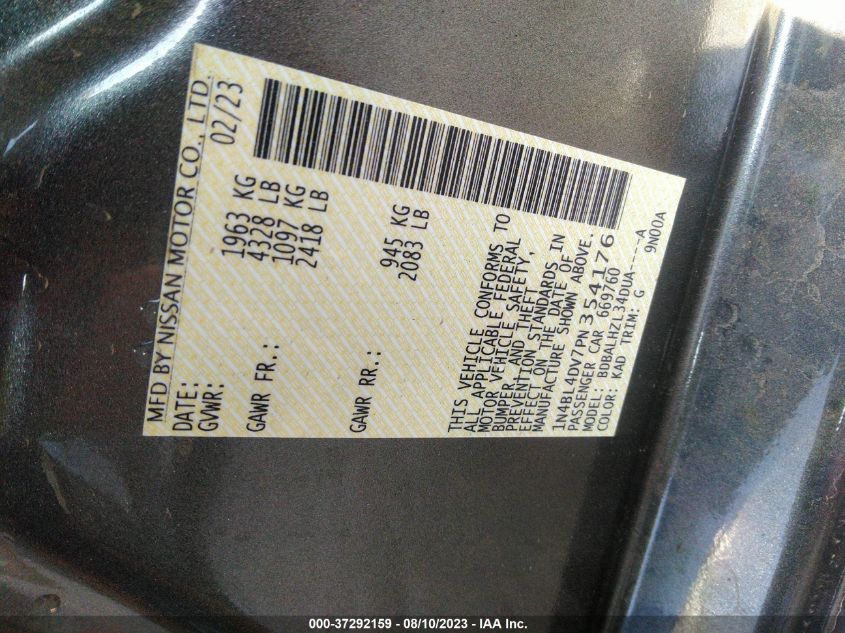 MFD BY NISSAN MOTOR CO., LTD.
DATE: 02/23
GVWR: 1963 KG
4328 LB
GAWR FR.: 1097 KG
2418 LB
GAWR RR.: 945 KG
2083 LB
THIS VEHICLE CONFORMS TO
ALL APPLICABLE FEDERAL
MOTOR VEHICLE SAFETY,
BUMPER, AND THEFT
PREVENTION STANDARDS IN
EFFECT ON THE DATE OF
MANUFACTURE SHOWN ABOVE.
1N4BL4DV7PN354176
PASSENGER CAR 669760
MODEL: BDBALHZL34DUA----A
COLOR: KAD TRIM: G 9N00A
000-37292159 - 08/10/2023 - IAA Inc.